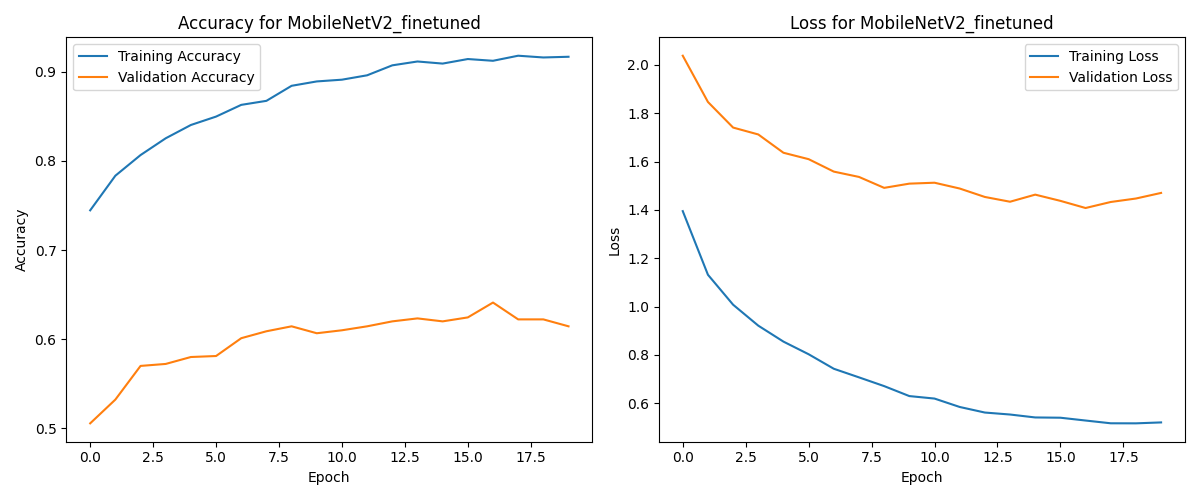 Accuracy for MobileNetV2_finetuned
Training Accuracy
Validation Accuracy
0.9
0.8
0.7
0.6
0.5
Accuracy
0.0 2.5 5.0 7.5 10.0 12.5 15.0 17.5
Epoch
Loss for MobileNetV2_finetuned
Training Loss
Validation Loss
2.0
1.8
1.6
1.4
1.2
1.0
0.8
0.6
Loss
0.0 2.5 5.0 7.5 10.0 12.5 15.0 17.5
Epoch